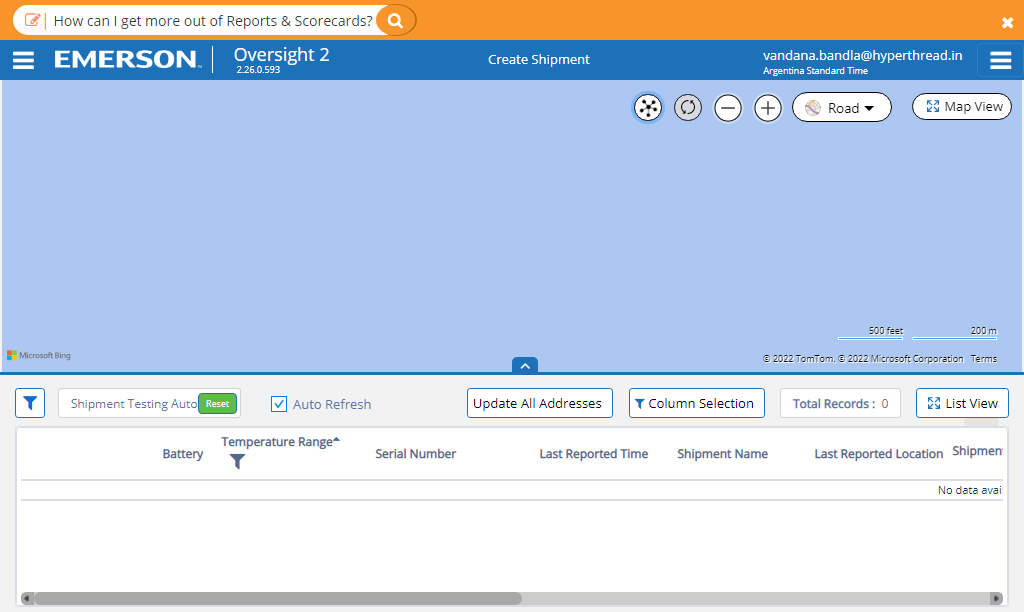 How can I get more out of Reports & Scorecards?
EMERSON
Oversight 2
2.26.0.593
Create Shipment
vandana.bandla@hyperthread.in
Argentina Standard Time
Road
Map View
500 feet
200 m
Microsoft Bing
© 2022 TomTom, © 2022 Microsoft Corporation Terms
Shipment Testing Auto
Reset
Auto Refresh
Update All Addresses
Column Selection
Total Records : 0
List View
Battery
Temperature Range
Serial Number
Last Reported Time
Shipment Name
Last Reported Location
Shipmen
No data avai